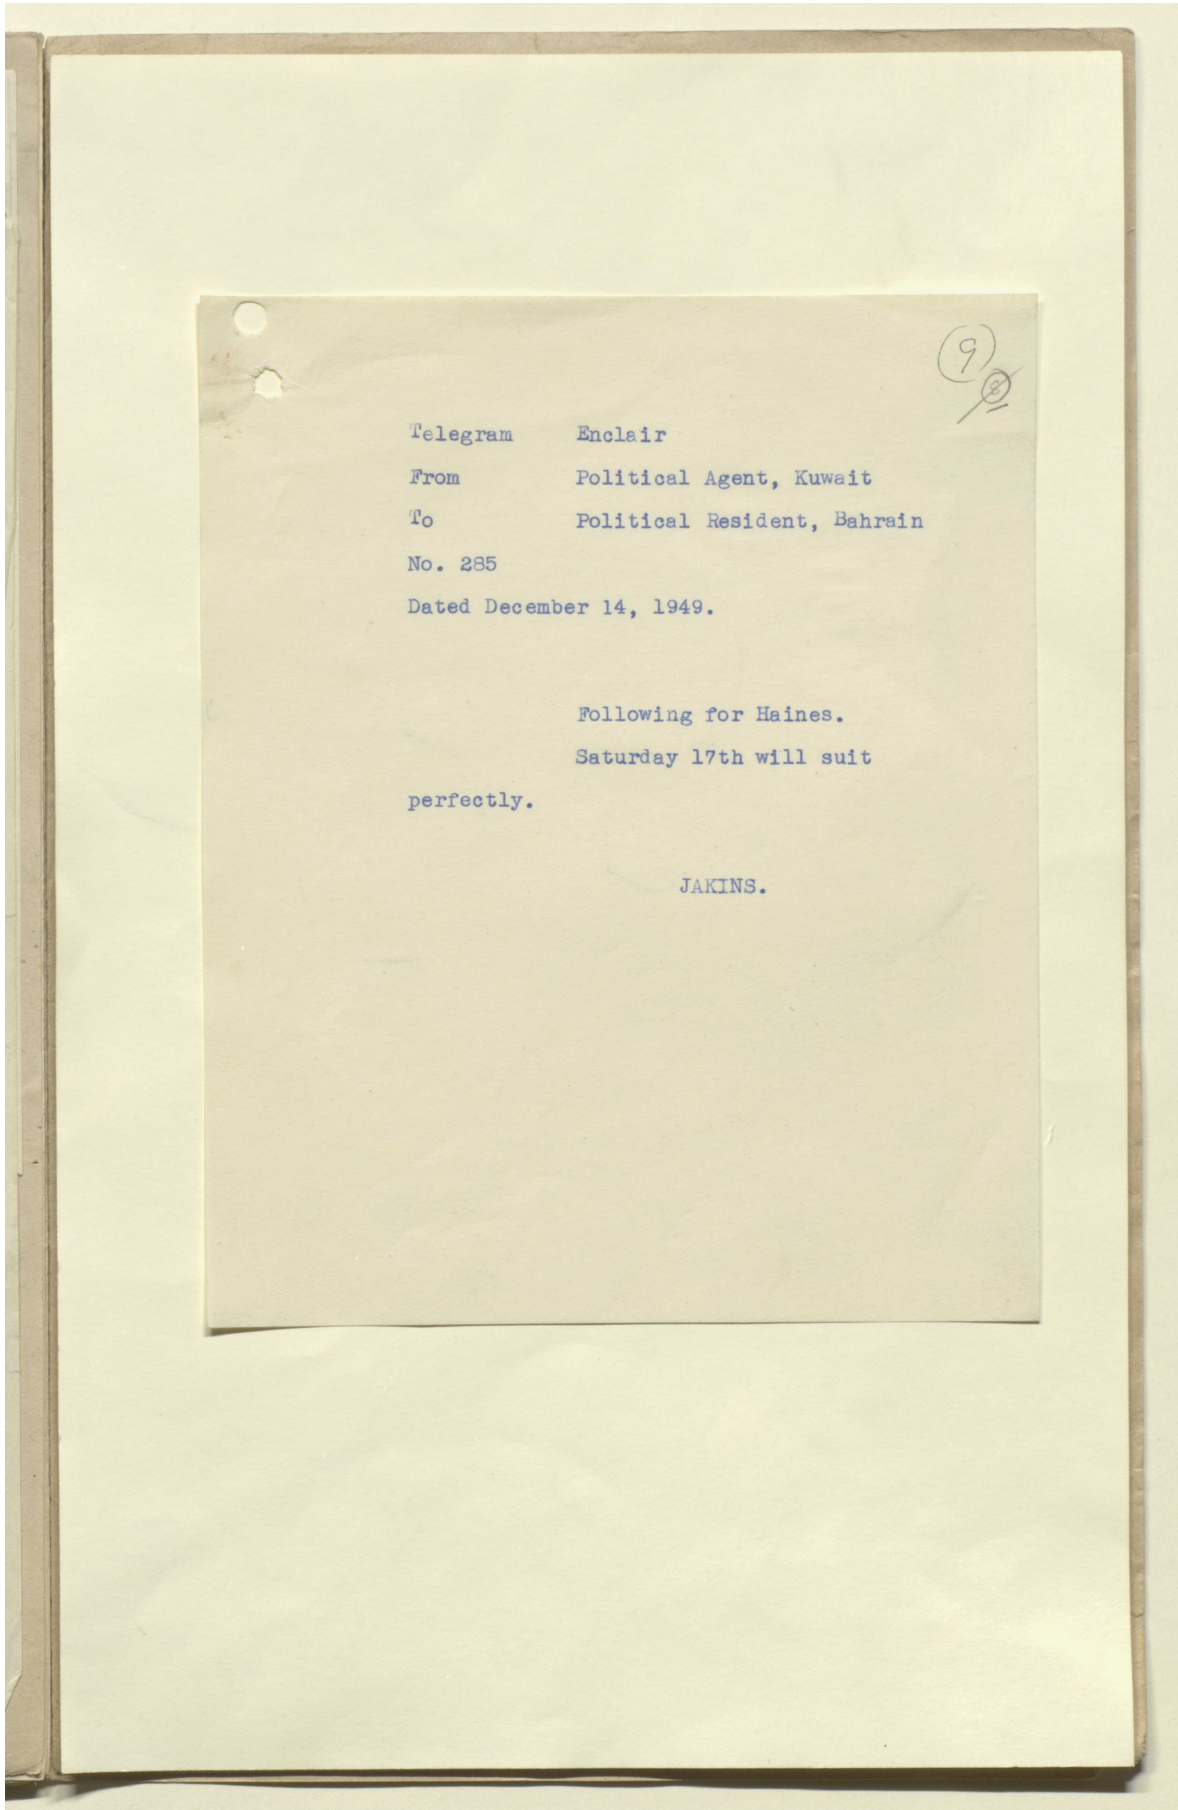 9
8
Telegram Enclair
From Political Agent, Kuwait
To Political Resident, Bahrain
No. 285
Dated December 14, 1949.
Following for Haines.
Saturday 17th will suit
perfectly.
JAKINS.